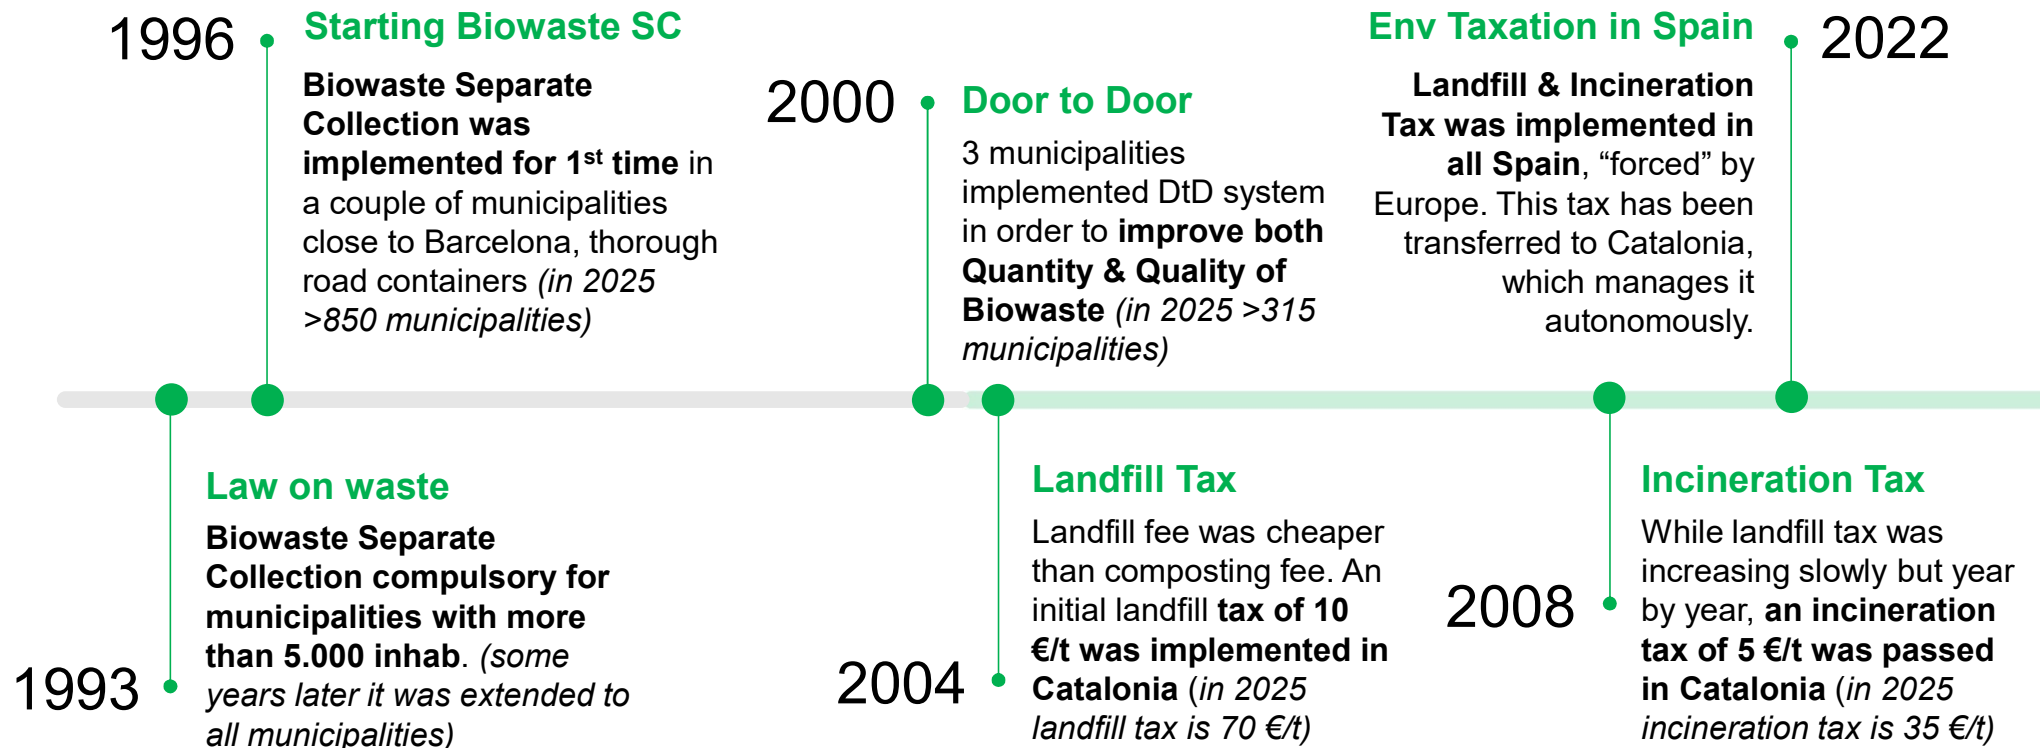 1996
Starting Biowaste SC
Biowaste Separate
Collection was
implemented for 1st time in
a couple of municipalities
close to Barcelona, thorough
road containers (in 2025
>850 municipalities)
2000
Door to Door
3 municipalities
implemented DtD system
in order to improve both
Quantity & Quality of
Biowaste (in 2025 >315
municipalities)
Env Taxation in Spain
2022
Landfill & Incineration
Tax was implemented in
all Spain, “forced” by
Europe. This tax has been
transferred to Catalonia,
which manages it
autonomously.
1993
Law on waste
Biowaste Separate
Collection compulsory for
municipalities with more
than 5.000 inhab. (some
years later it was extended to
all municipalities)
2004
Landfill Tax
Landfill fee was cheaper
than composting fee. An
initial landfill tax of 10
€/t was implemented in
Catalonia (in 2025
landfill tax is 70 €/t)
2008
Incineration Tax
While landfill tax was
increasing slowly but year
by year, an incineration
tax of 5 €/t was passed
in Catalonia (in 2025
incineration tax is 35 €/t)